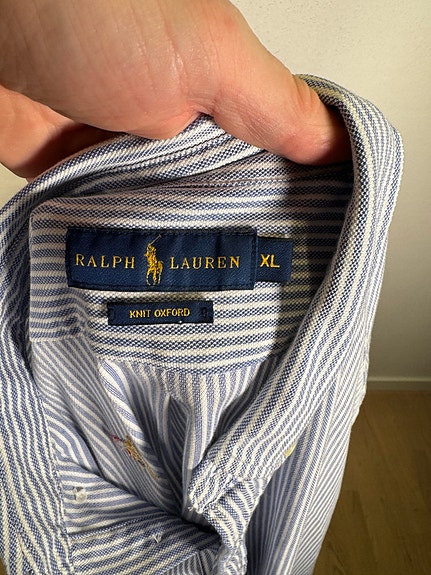 RALPH LAUREN XL
KNIT OXFORD